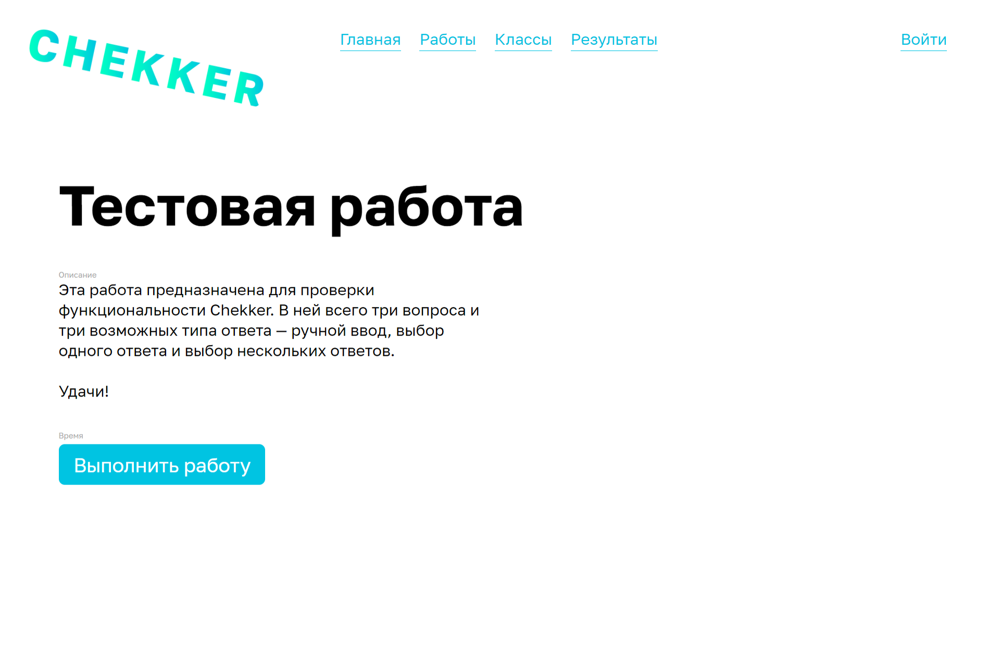 CHEKKER
Главная Работы Классы Результаты Войти
Тестовая работа
Описание
Эта работа предназначена для проверки
функциональности Chekker. В ней всего три вопроса и
три возможных типа ответа — ручной ввод, выбор
одного ответа и выбор нескольких ответов.
Удачи!
Время
Выполнить работу